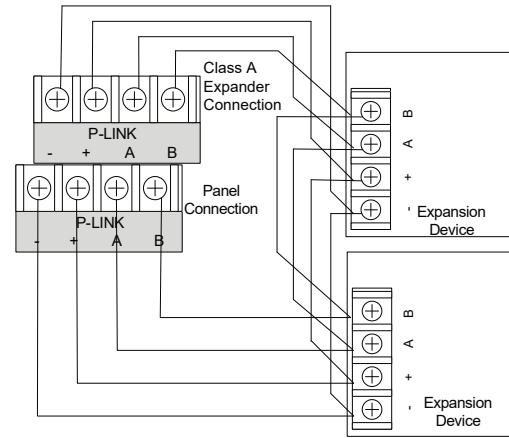 Class A
Expander
Connection
P-LINK
- + A B
Panel
Connection
P-LINK
- + A B
B
A
+
-
Expansion
Device
B
A
+
-
Expansion
Device